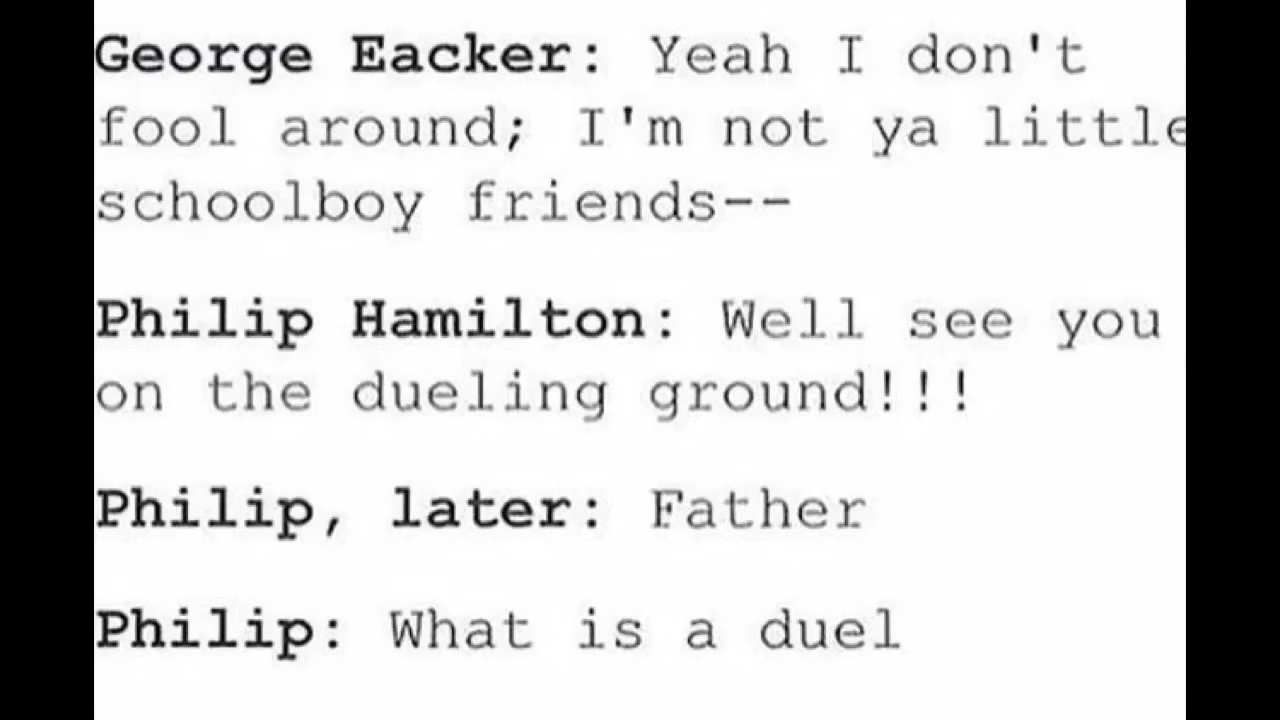 George Eacker: Yeah I don't
fool around; I'm not ya little
schoolboy friends--
Philip Hamilton: Well see you
on the dueling ground!!!
Philip, later: Father
Philip: What is a duel